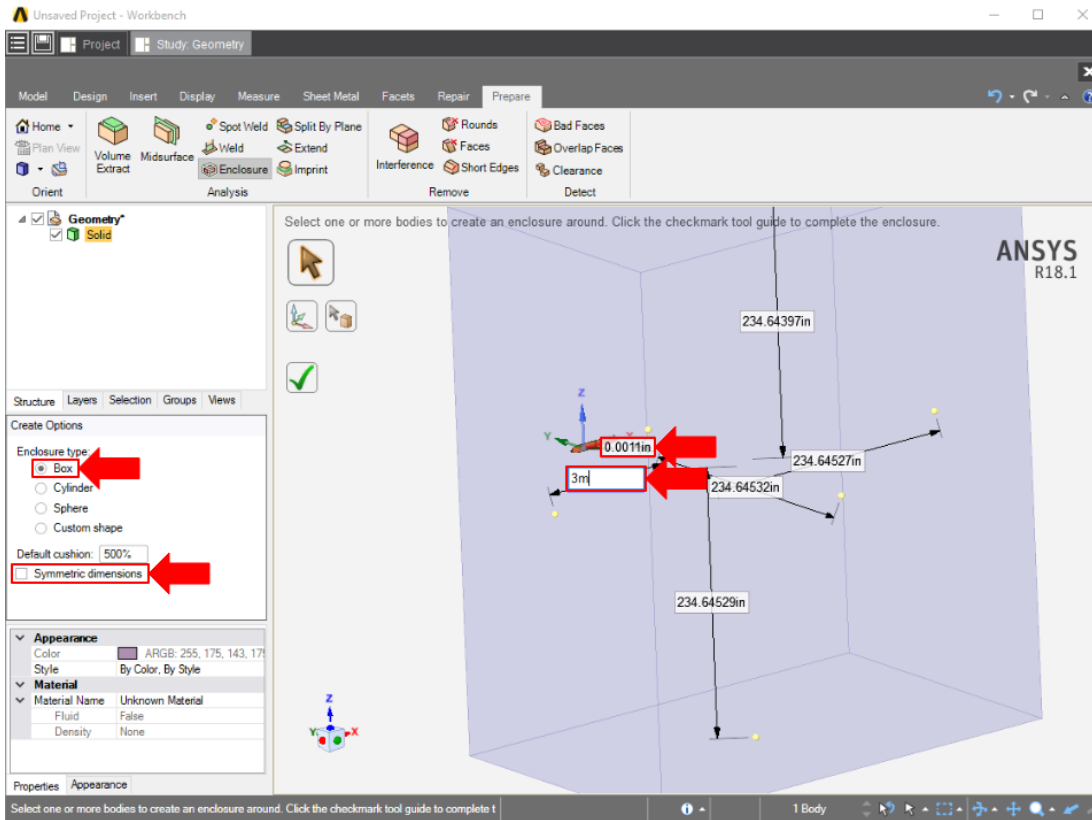 Unsaved Project - Workbench
Project
Study: Geometry
Model Design Insert Display Measure Sheet Metal Facets Repair Prepare
Home
Plan View
Orient
Volume Extract
Midsurface
Spot Weld
Weld
Enclosure
Split By Plane
Extend
Imprint
Analysis
Interference
Rounds
Faces
Short Edges
Remove
Bad Faces
Overlap Faces
Clearance
Detect
Geometry*
Solid
Structure Layers Selection Groups Views
Create Options
Enclosure type:
Box
Cylinder
Sphere
Custom shape
Default cushion: 500%
Symmetric dimensions
Appearance
Color ARGB: 255, 175, 143, 175
Style By Color, By Style
Material
Material Name Unknown Material
Fluid False
Density None
Properties Appearance
Select one or more bodies to create an enclosure around. Click the checkmark tool guide to complete the enclosure.
ANSYS
R18.1
234.64397in
Z
Y
X
0.0011in
234.64527in
3m
234.64532in
234.64529in
Z
Y
X
Select one or more bodies to create an enclosure around. Click the checkmark tool guide to complete t
1 Body